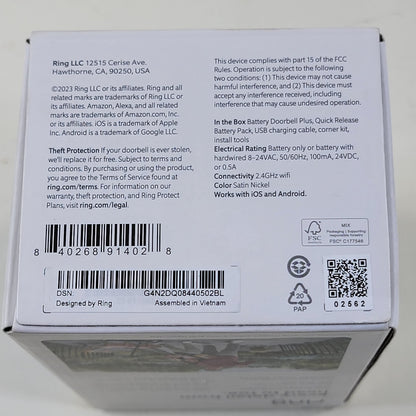 Ring LLC 12515 Cerise Ave.
Hawthorne, CA, 90250, USA
©2023 Ring LLC or its affiliates. Ring and all
related marks are trademarks of Ring LLC or
its affiliates. Amazon, Alexa, and all related
marks are trademarks of Amazon.com, Inc.
or its affiliates. iOS is a trademark of Apple
Inc. Android is a trademark of Google LLC.
Theft Protection If your doorbell is ever stolen,
we'll replace it for free. Subject to terms and
conditions. By purchasing or using the product,
you agree to the Terms of Service found at
ring.com/terms. For information on our
warranty, theft protection, and Ring Protect
Plans, visit ring.com/legal.
8 40268 91402 8
DSN: G4N2DQ08440502BL
Designed by Ring Assembled in Vietnam
This device complies with part 15 of the FCC
Rules. Operation is subject to the following
two conditions: (1) This device may not cause
harmful interference, and (2) This device must
accept any interference received, including
interference that may cause undesired operation.
In the Box Battery Doorbell Plus, Quick Release
Battery Pack, USB charging cable, corner kit,
install tools
Electrical Rating Battery only or battery with
hardwired 8-24VAC, 50/60Hz, 100mA, 24VDC,
or 0.5A
Connectivity 2.4GHz wifi
Color Satin Nickel
Works with iOS and Android.
FSC
MIX
Packaging | Supporting
responsible forestry
FSC® C177546
20
PAP
02562